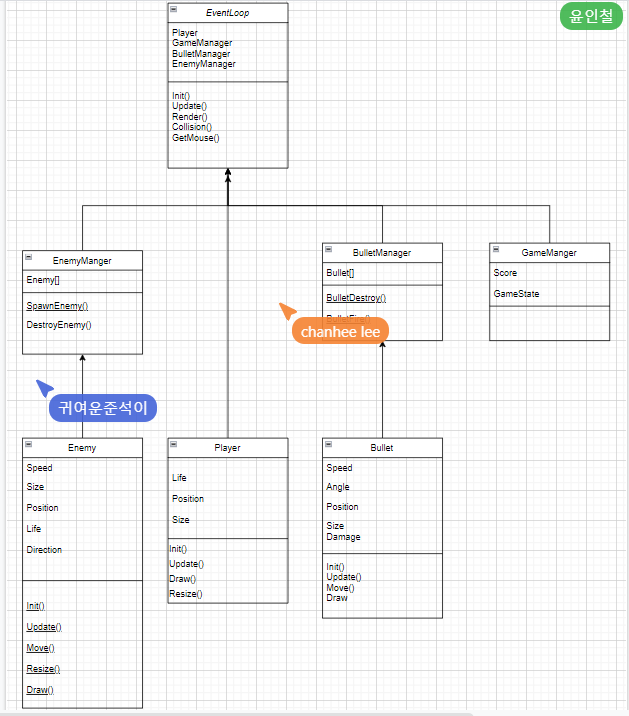 윤인철
EventLoop
Player
GameManager
BulletManager
EnemyManager
Init()
Update()
Render()
Collision()
GetMouse()
EnemyManger
Enemy[]
SpawnEnemy()
DestroyEnemy()
BulletManager
Bullet[]
BulletDestroy()
GameManger
Score
GameState
chanhee lee
귀여운준석이
Enemy
Speed
Size
Position
Life
Direction
Init()
Update()
Move()
Resize()
Draw()
Player
Life
Position
Size
Init()
Update()
Draw()
Resize()
Bullet
Speed
Angle
Position
Size
Damage
Init()
Update()
Move()
Draw